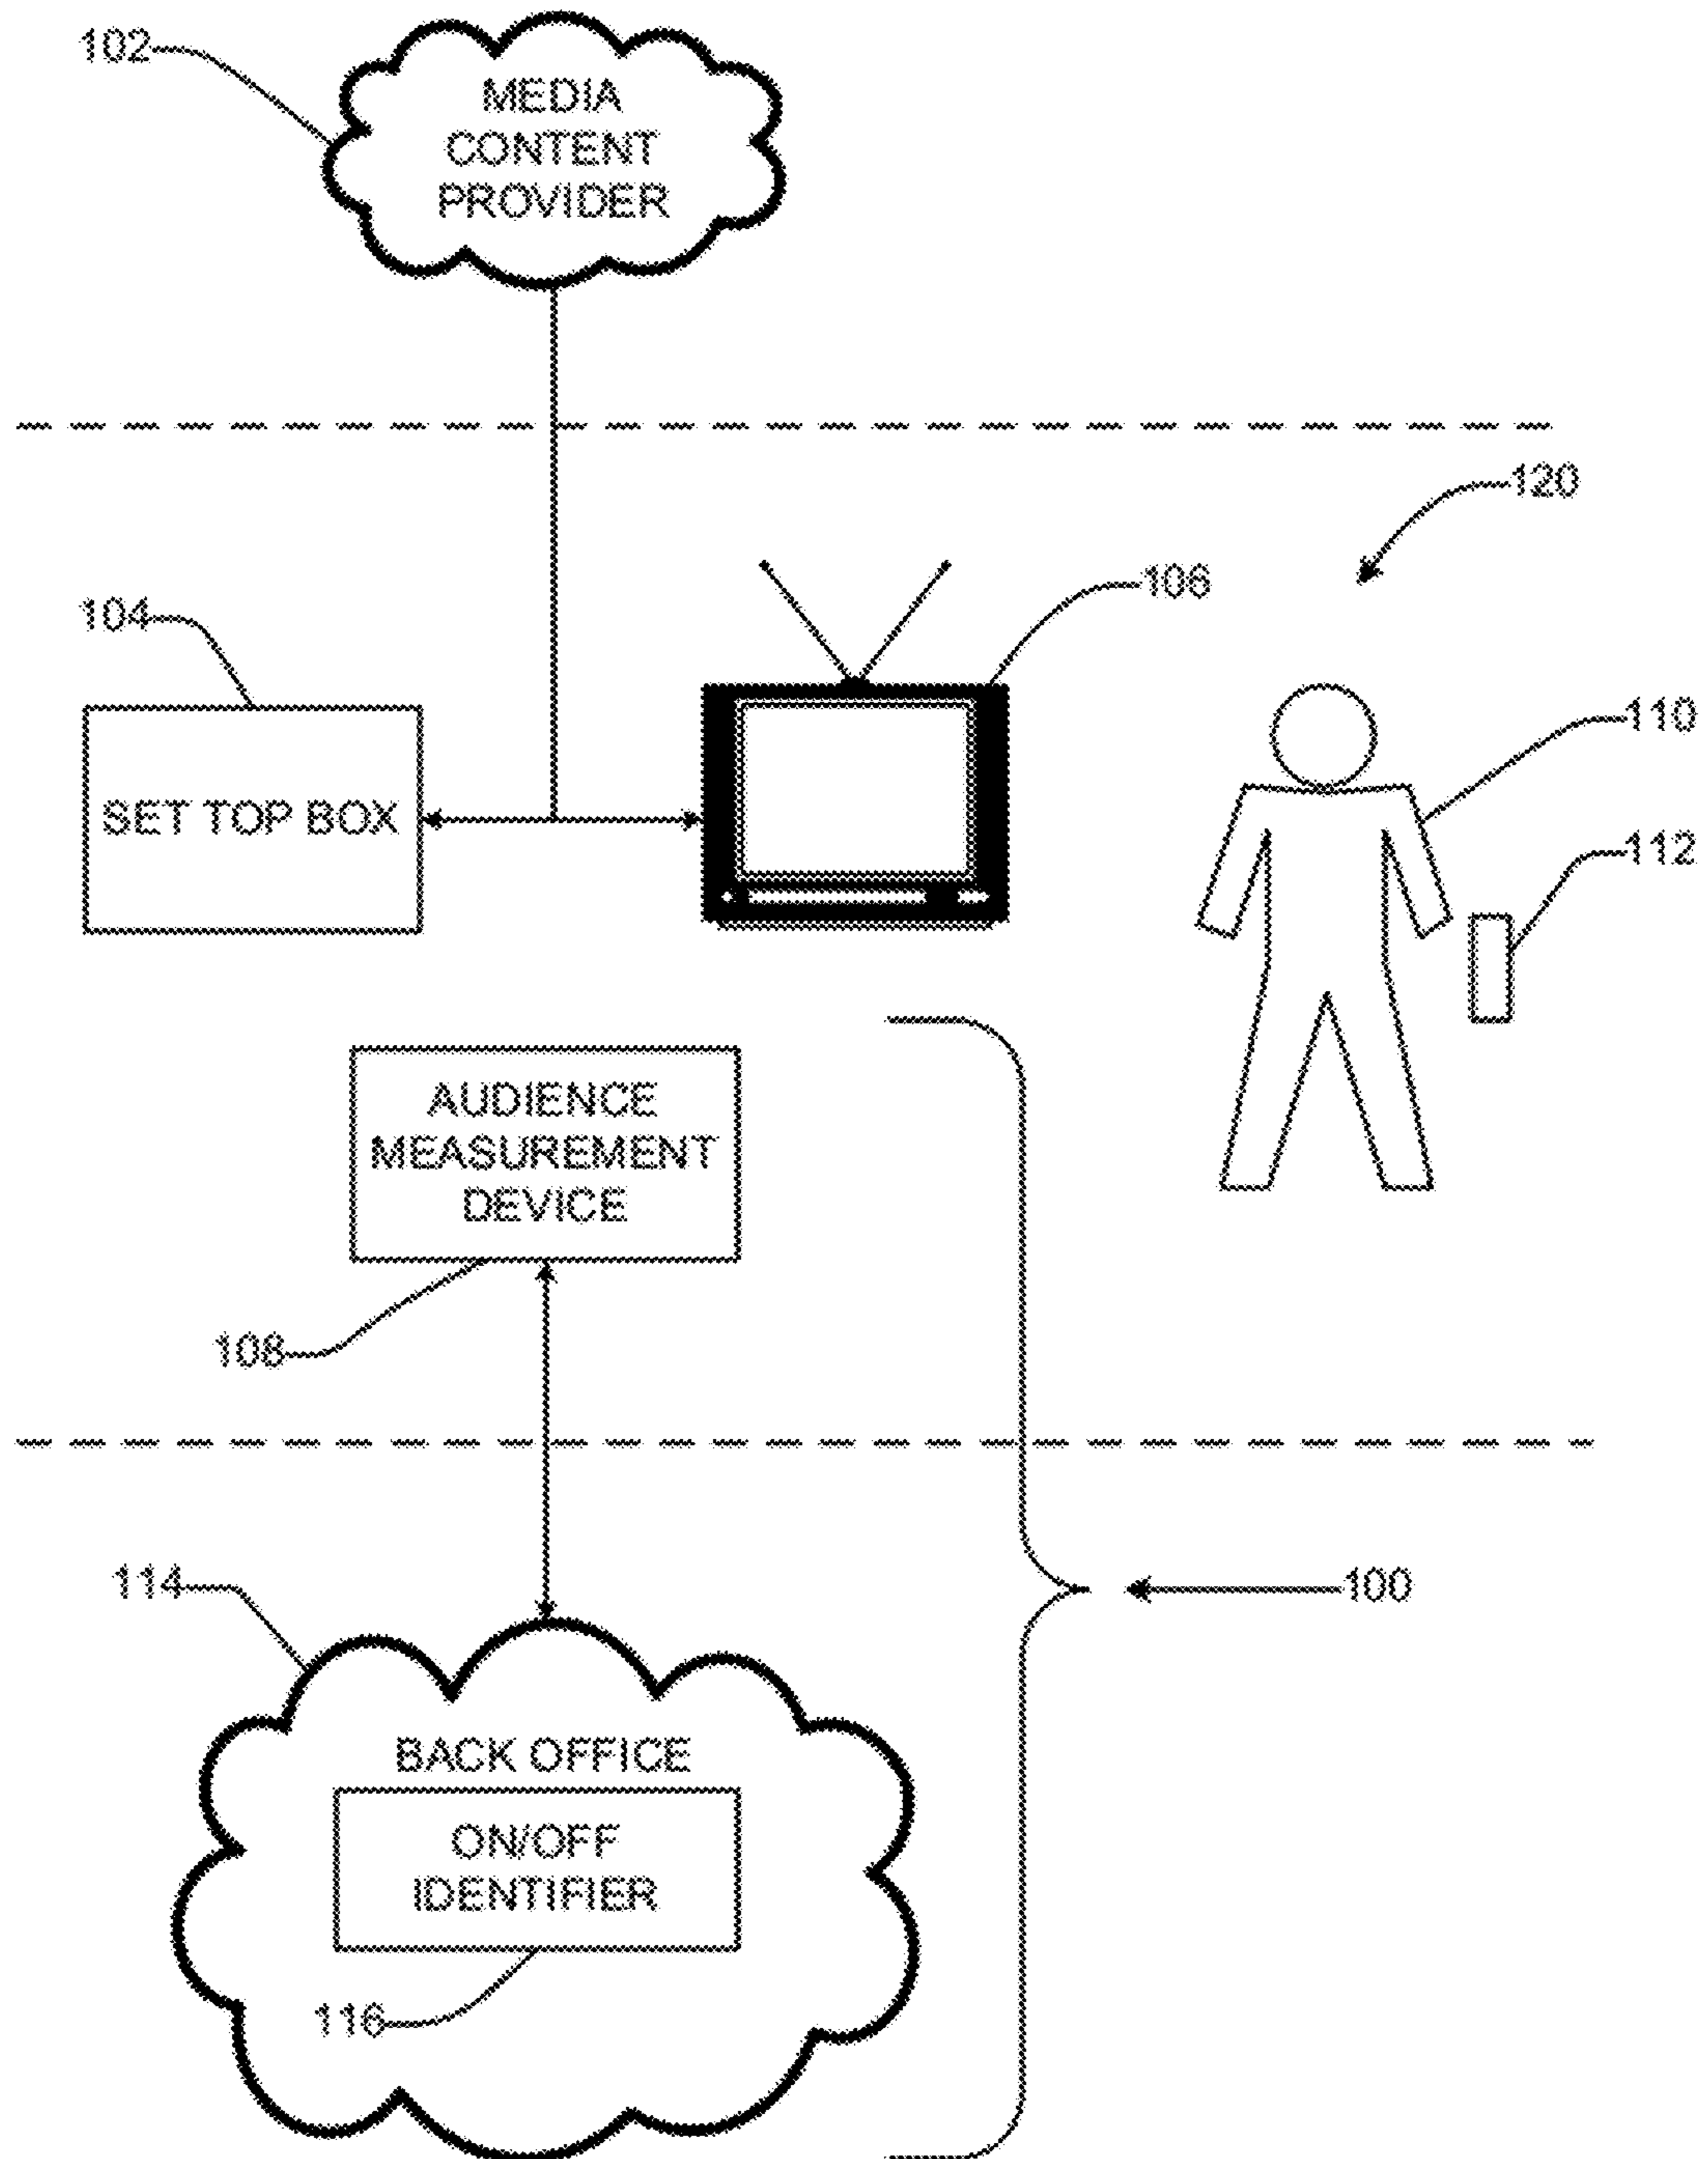 102
MEDIA
CONTENT
PROVIDER
120
106
104
110
SET TOP BOX
112
AUDIENCE
MEASUREMENT
DEVICE
108
114
100
BACK OFFICE
ON/OFF
IDENTIFIER
116